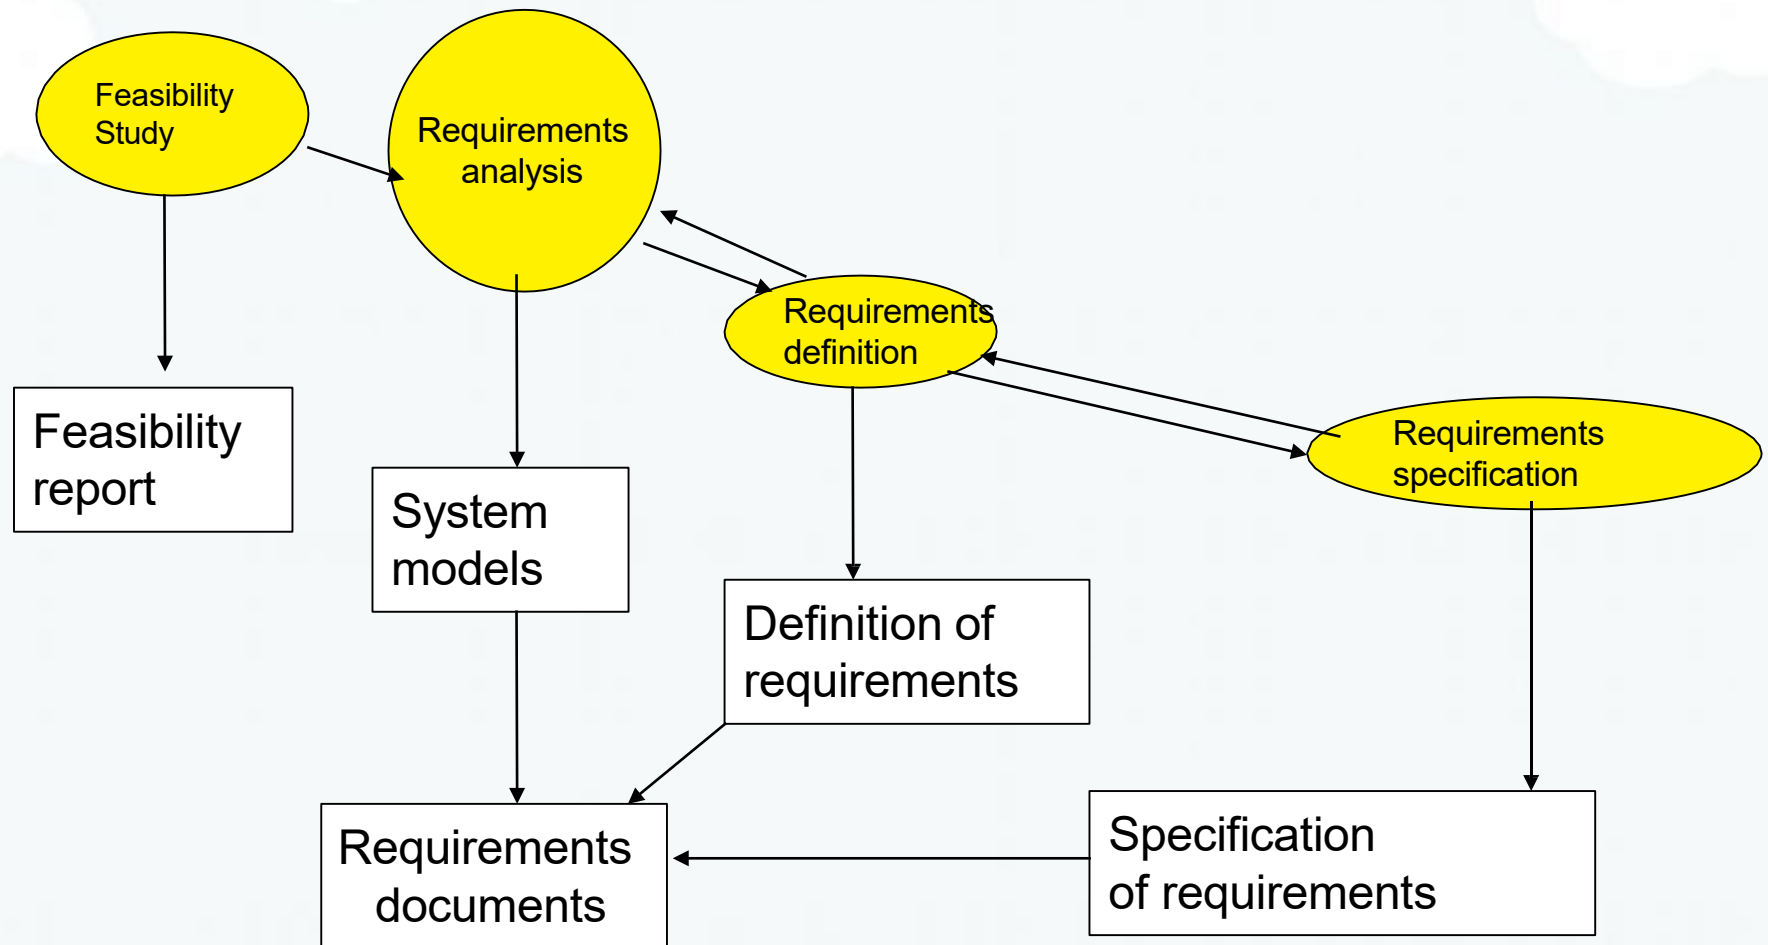 Feasibility
Study
Requirements
analysis
Requirements
definition
Requirements
specification
Feasibility
report
System
models
Definition of
requirements
Requirements
documents
Specification
of requirements